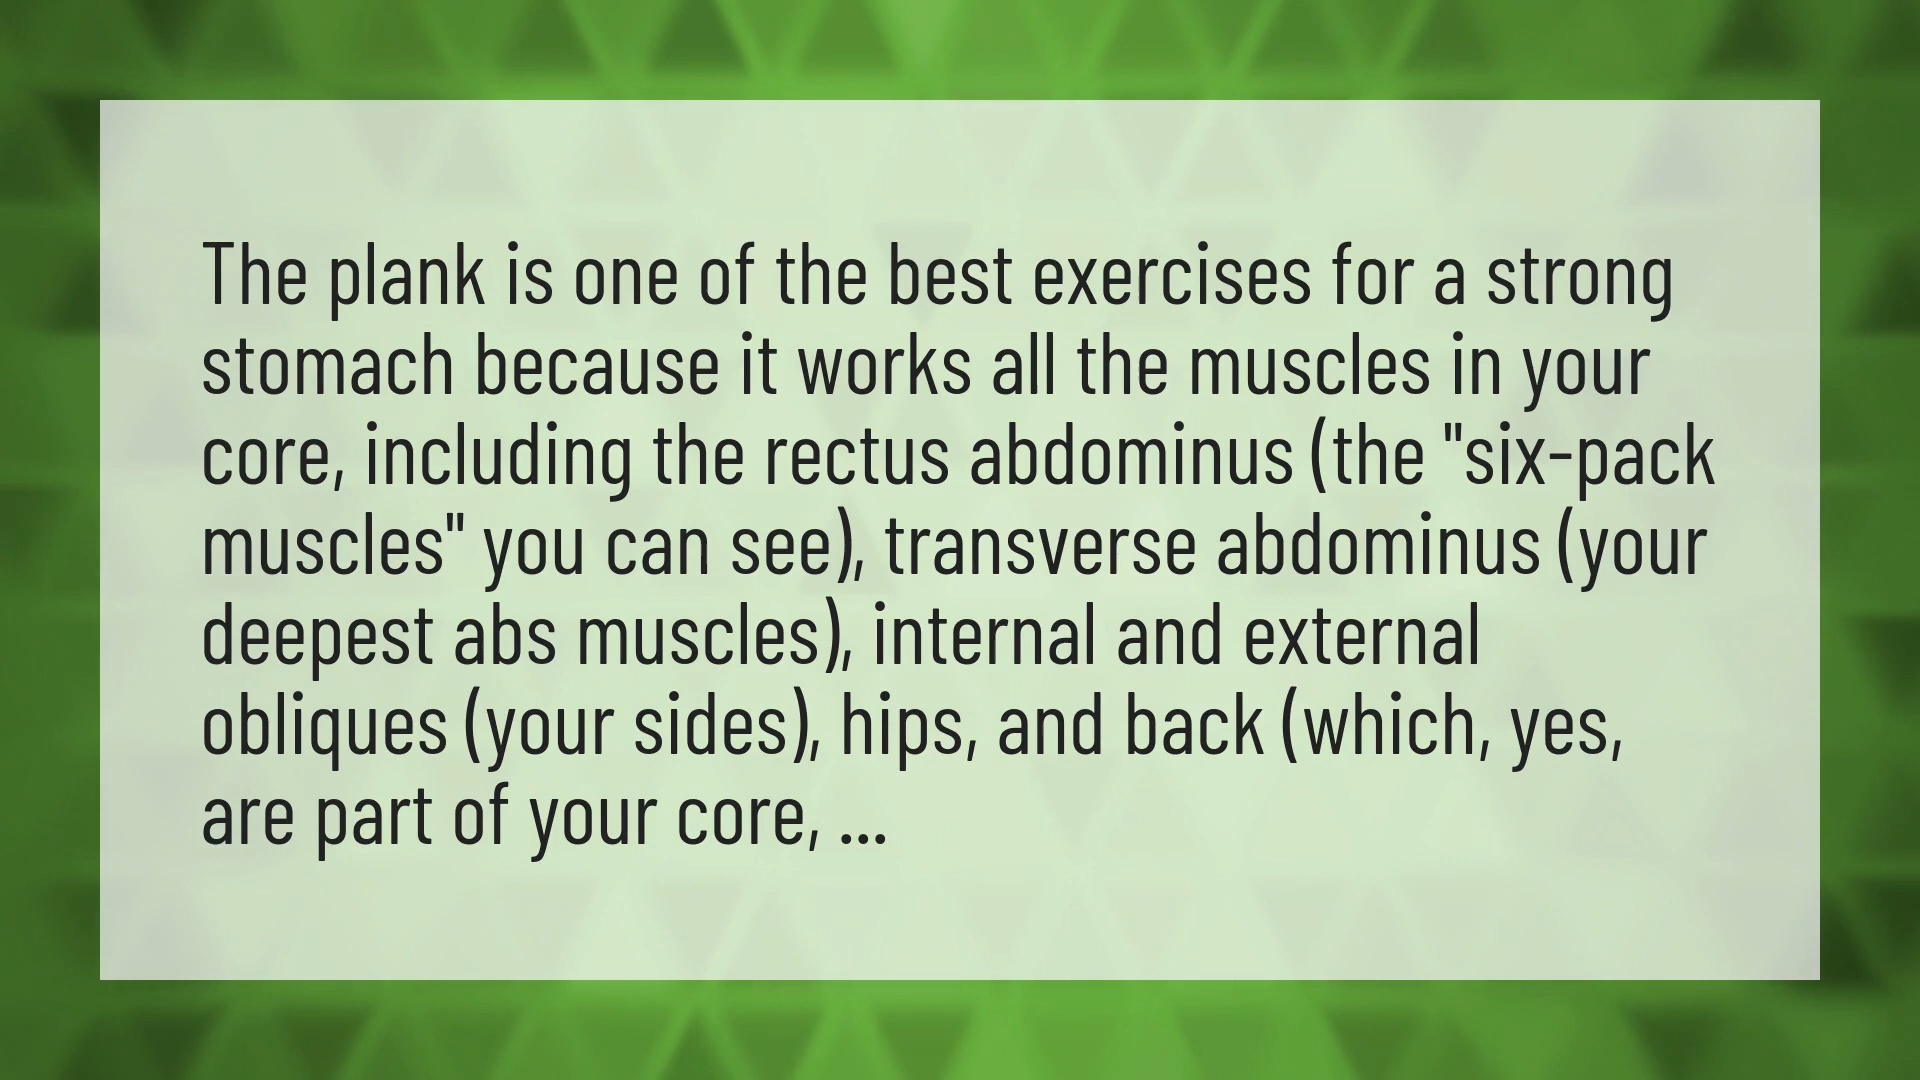 The plank is one of the best exercises for a strong
stomach because it works all the muscles in your
core, including the rectus abdominus (the "six-pack
muscles" you can see), transverse abdominus (your
deepest abs muscles), internal and external
obliques (your sides), hips, and back (which, yes,
are part of your core, ...